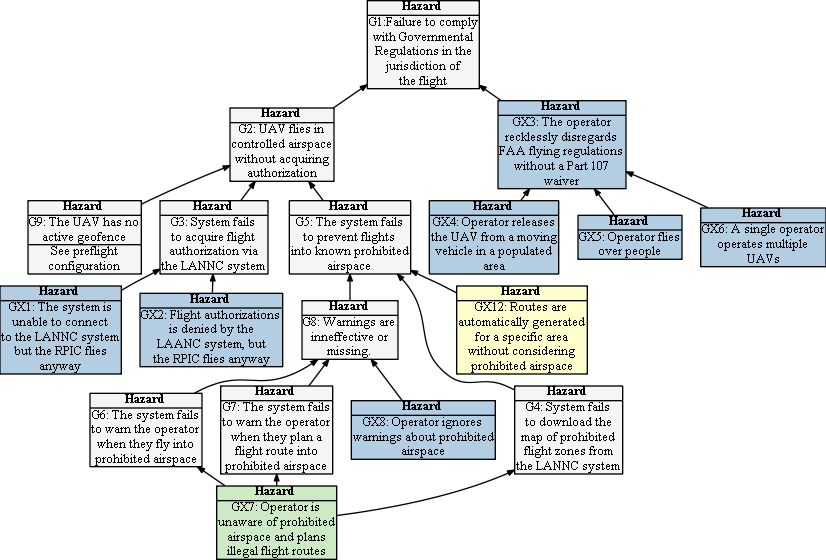 Hazard
G1:Failure to comply
with Governmental
Regulations in the
jurisdiction of
the flight
Hazard
G2: UAV flies in
controlled airspace
without acquiring
authorization
Hazard
GX3: The operator
recklessly disregards
FAA flying regulations
without a Part 107
waiver
Hazard
G9: The UAV has no
active geofence
See preflight
configuration
Hazard
G3: System fails
to acquire flight
authorization via
the LANNC system
Hazard
G5: The system fails
to prevent flights
into known prohibited
airspace
Hazard
GX4: Operator releases
the UAV from a moving
vehicle in a populated
area
Hazard
GX5: Operator flies
over people
Hazard
GX6: A single operator
operates multiple
UAVs
Hazard
GX1: The system is
unable to connect
to the LANNC system
but the RPIC flies
anyway
Hazard
GX2: Flight authorizations
is denied by the
LAANC system, but
the RPIC flies anyway
Hazard
G8: Warnings are
inneffective or
missing.
Hazard
GX12: Routes are
automatically generated
for a specific area
without considering
prohibited airspace
Hazard
G6: The system fails
to warn the operator
when they fly into
prohibited airspace
Hazard
G7: The system fails
to warn the operator
when they plan a
flight route into
prohibited airspace
Hazard
GX8: Operator ignores
warnings about prohibited
airspace
Hazard
G4: System fails
to download the
map of prohibited
flight zones from
the LANNC system
Hazard
GX7: Operator is
unaware of prohibited
airspace and plans
illegal flight routes